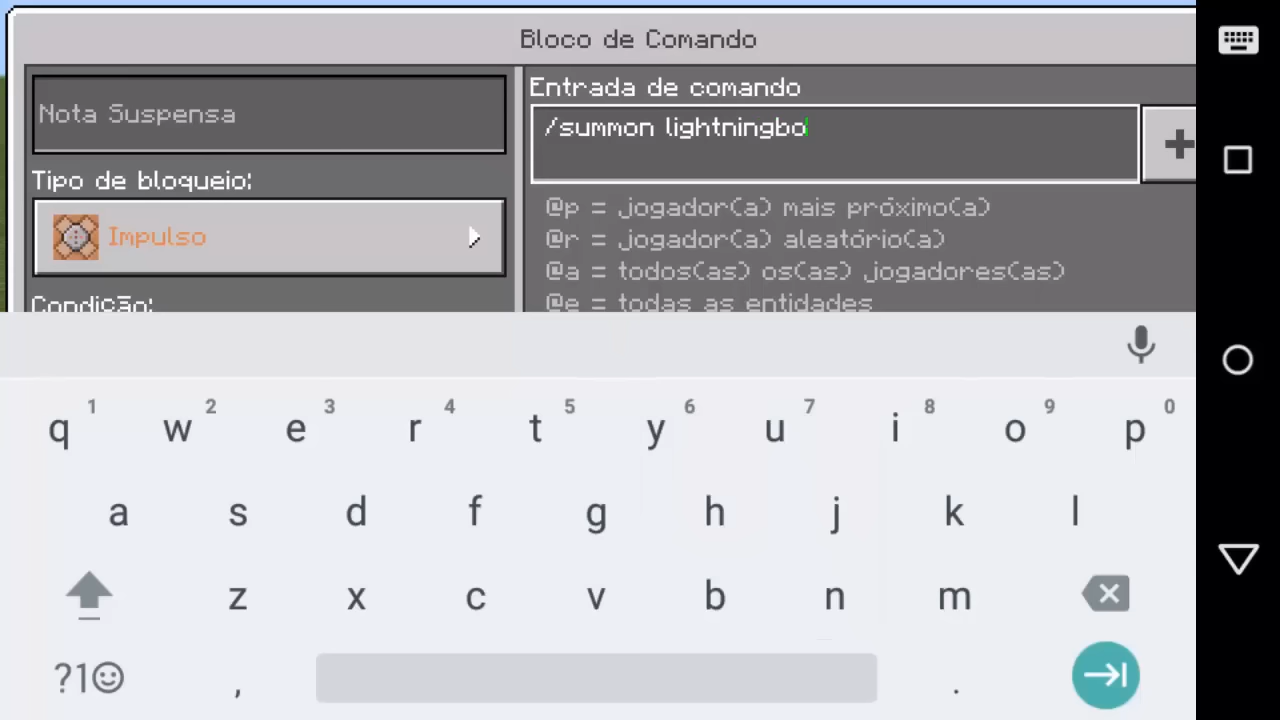 Bloco de Comando
Nota Suspensa
Tipo de bloqueio:
Impulso
Condição:
Entrada de comando
/summon lightningbo
@p = jogador(a) mais próximo(a)
@r = jogador(a) aleatório(a)
@a = todos(as) os(as) jogadores(as)
@e = todas as entidades
1 2 3 4 5 6 7 8 9 0
q w e r t y u i o p
a s d f g h j k l
z x c v b n m
?1☺ , .